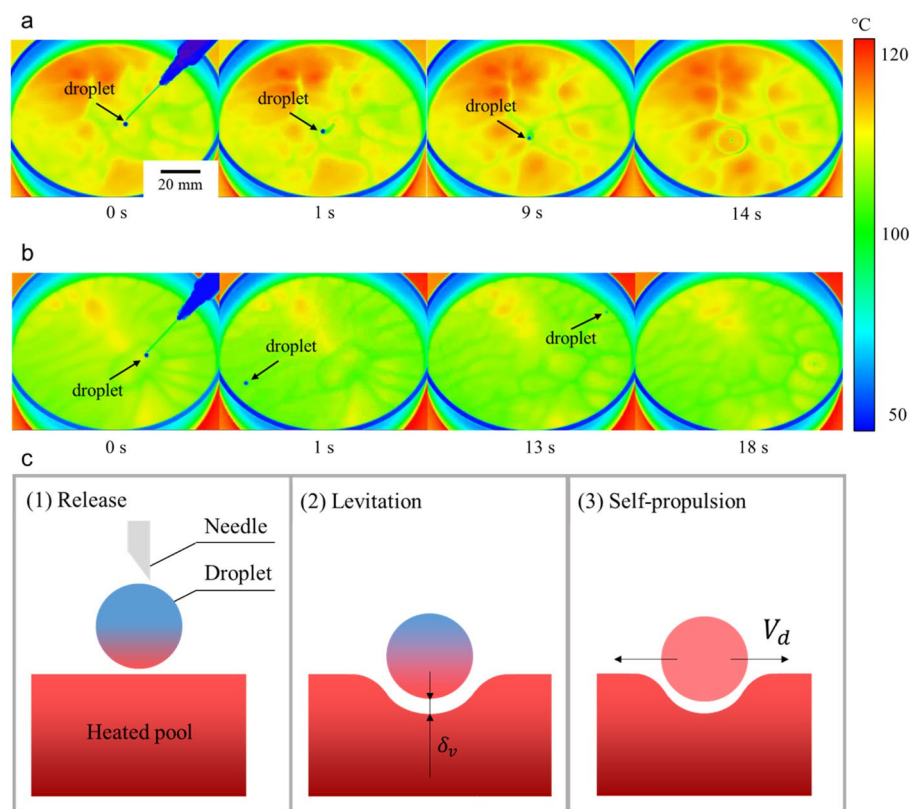 a
°C
droplet
droplet
droplet
120
20 mm
0 s
1 s
9 s
14 s
100
b
droplet
droplet
droplet
50
0 s
1 s
13 s
18 s
c
(1) Release
(2) Levitation
(3) Self-propulsion
Needle
Droplet
V_d
Heated pool
δ_v